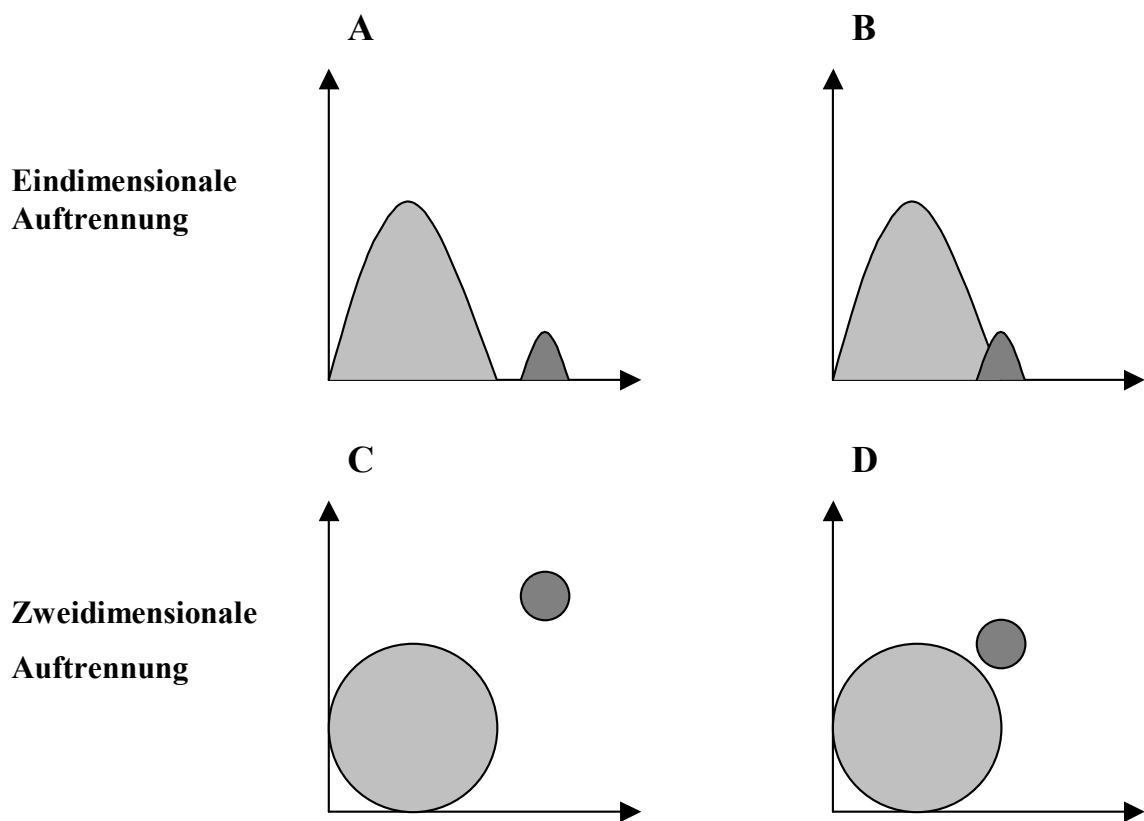 A
B
Eindimensionale
Auftrennung
C
D
Zweidimensionale
Auftrennung